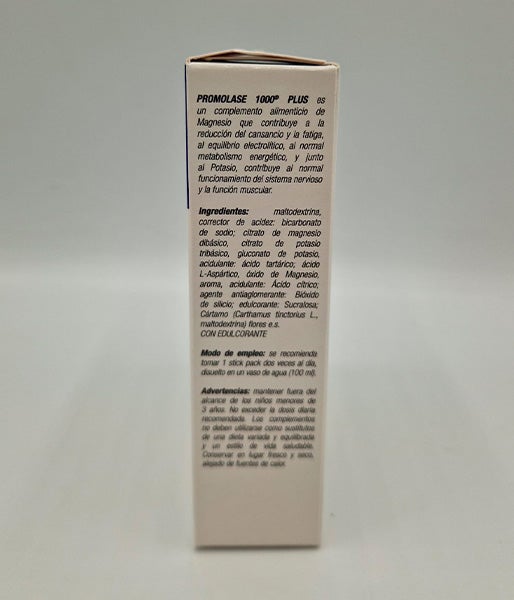 PROMOLASE 1000® PLUS es
un complemento alimenticio de
Magnesio que contribuye a la
reducción del cansancio y la fatiga,
al equilibrio electrolítico, al normal
metabolismo energético, y junto
al Potasio, contribuye al normal
funcionamiento del sistema nervioso
y la función muscular.
Ingredientes: maltodextrina,
corrector de acidez: bicarbonato
de sodio; citrato de magnesio
dibásico, citrato de potasio
tribásico, gluconato de potasio,
acidulante: ácido tartárico; ácido
L-Aspártico, óxido de Magnesio,
aroma, acidulante: Ácido cítrico;
agente antiaglomerante: Bióxido
de silicio; edulcorante: Sucralosa;
Cártamo (Carthamus tinctorius L.,
maltodextrina) flores e.s.
CON EDULCORANTE
Modo de empleo: se recomienda
tomar 1 stick pack dos veces al día,
disuelto en un vaso de agua (100 ml).
Advertencias: mantener fuera del
alcance de los niños menores de
3 años. No exceder la dosis diaria
recomendada. Los complementos
no deben utilizarse como sustitutos
de una dieta variada y equilibrada
y un estilo de vida saludable.
Conservar en lugar fresco y seco,
alejado de fuentes de calor.